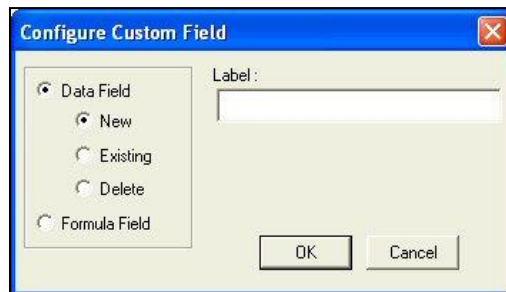 Configure Custom Field
Data Field
New
Existing
Delete
Formula Field
Label :
OK
Cancel